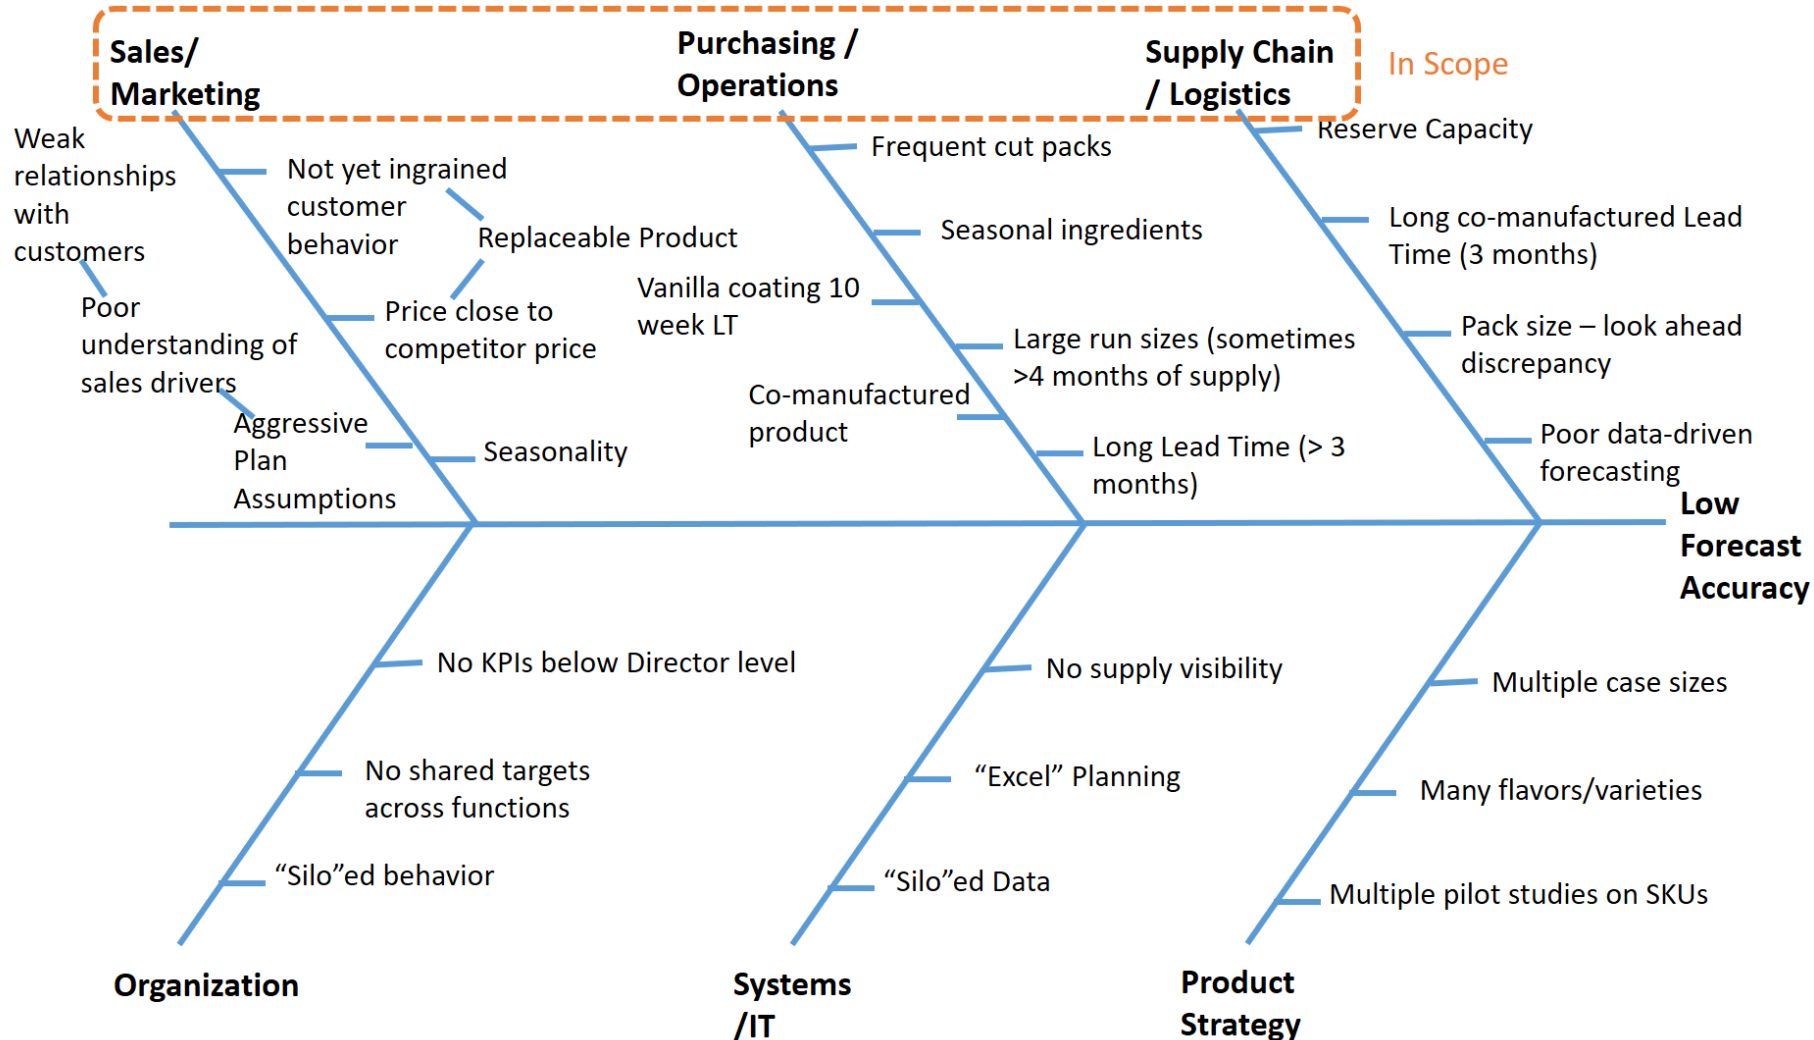 Sales/
Marketing
Purchasing /
Operations
Supply Chain
/ Logistics
In Scope
Weak
relationships
with
customers
Poor
understanding of
sales drivers
Aggressive
Plan
Assumptions
Not yet ingrained
customer
behavior
Replaceable Product
Price close to
competitor price
Seasonality
Frequent cut packs
Seasonal ingredients
Vanilla coating 10
week LT
Large run sizes (sometimes
>4 months of supply)
Co-manufactured
product
Long Lead Time (> 3
months)
Reserve Capacity
Long co-manufactured Lead
Time (3 months)
Pack size – look ahead
discrepancy
Poor data-driven
forecasting
Low
Forecast
Accuracy
No KPIs below Director level
No shared targets
across functions
“Silo”ed behavior
Organization
No supply visibility
“Excel” Planning
“Silo”ed Data
Systems
/IT
Multiple case sizes
Many flavors/varieties
Multiple pilot studies on SKUs
Product
Strategy